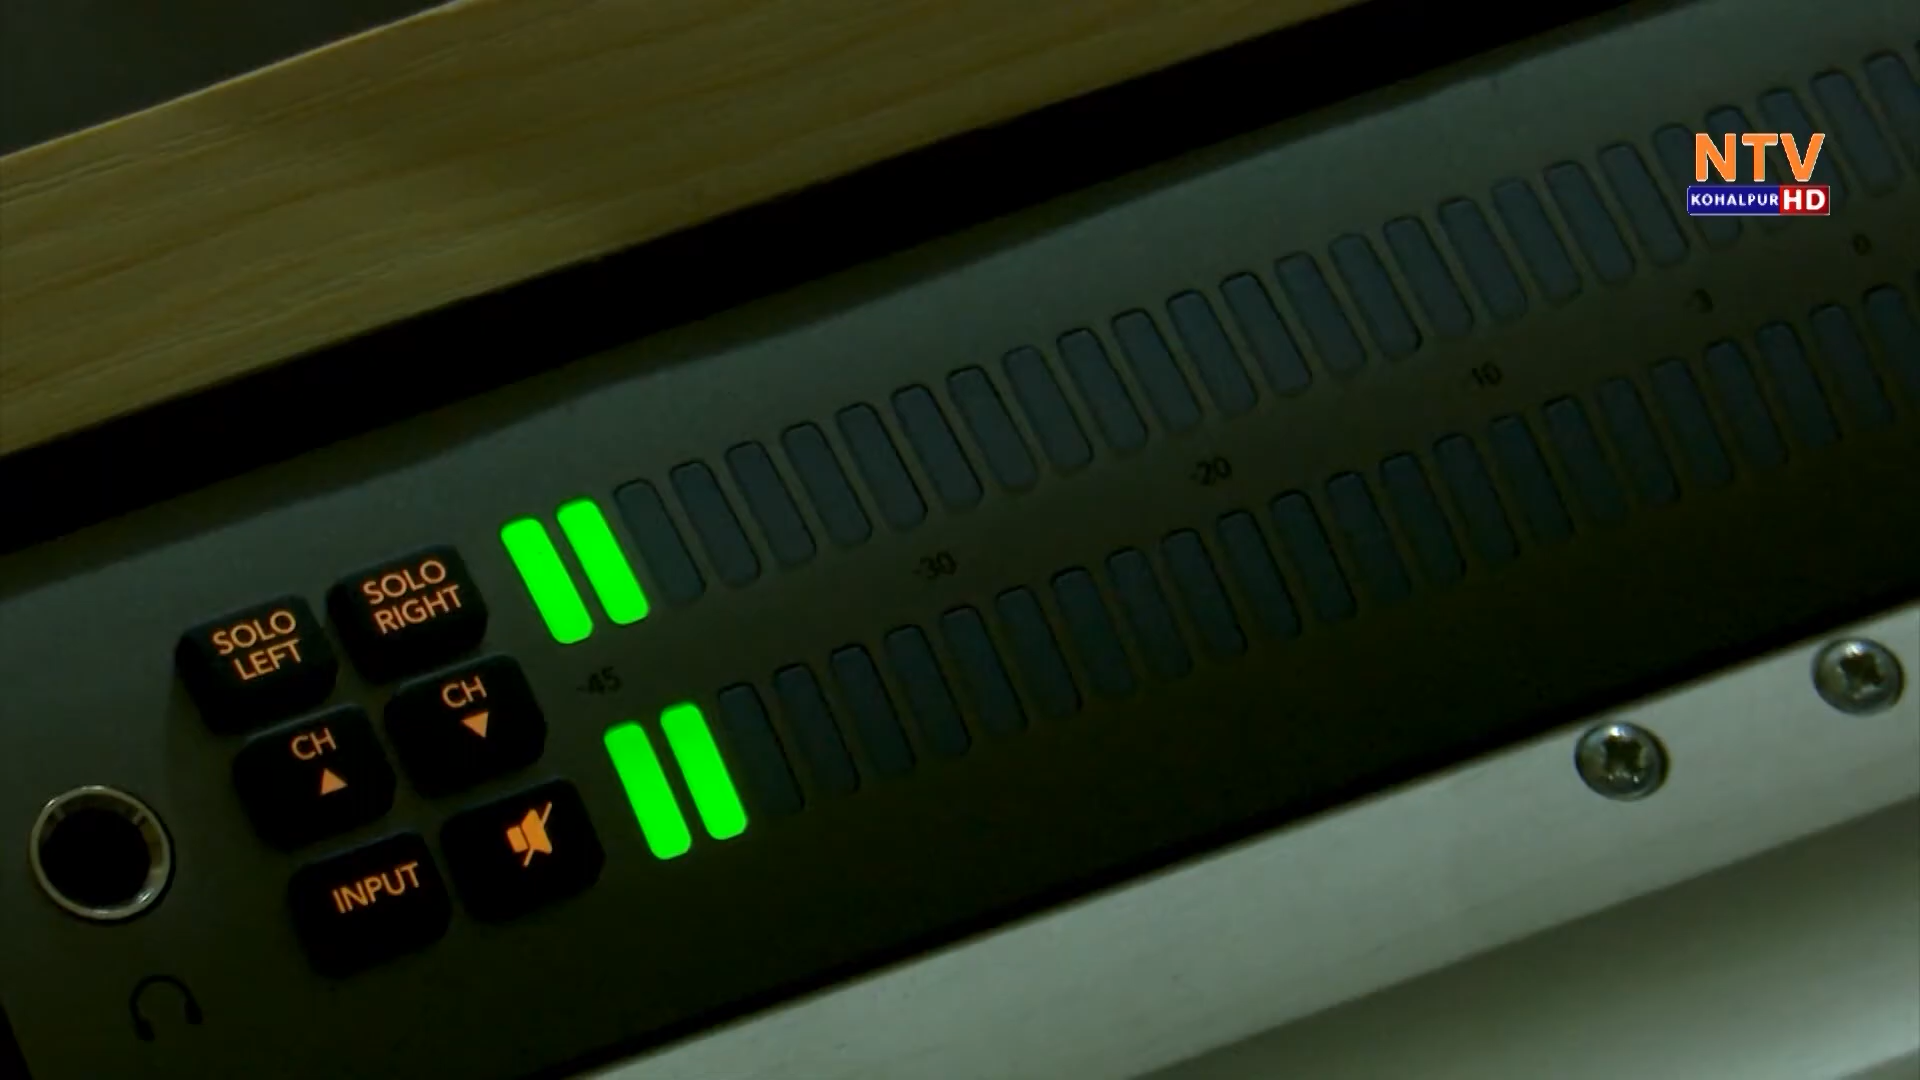 NTV
KOHALPUR HD
0
-3
-10
-20
-30
-45
SOLO
LEFT
SOLO
RIGHT
CH
CH
INPUT